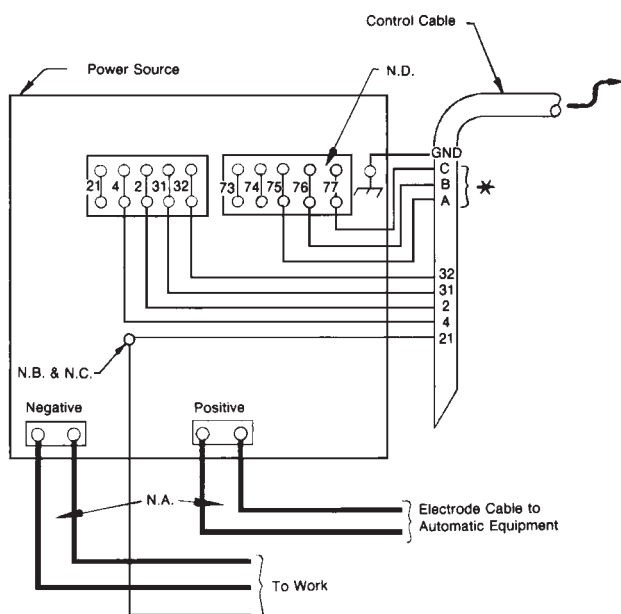 Control Cable
Power Source
N.D.
GND
C
B
A
*
21 4 2 31 32
73 74 75 76 77
32
31
2
4
21
N.B. & N.C.
Negative
Positive
N.A.
Electrode Cable to
Automatic Equipment
To Work